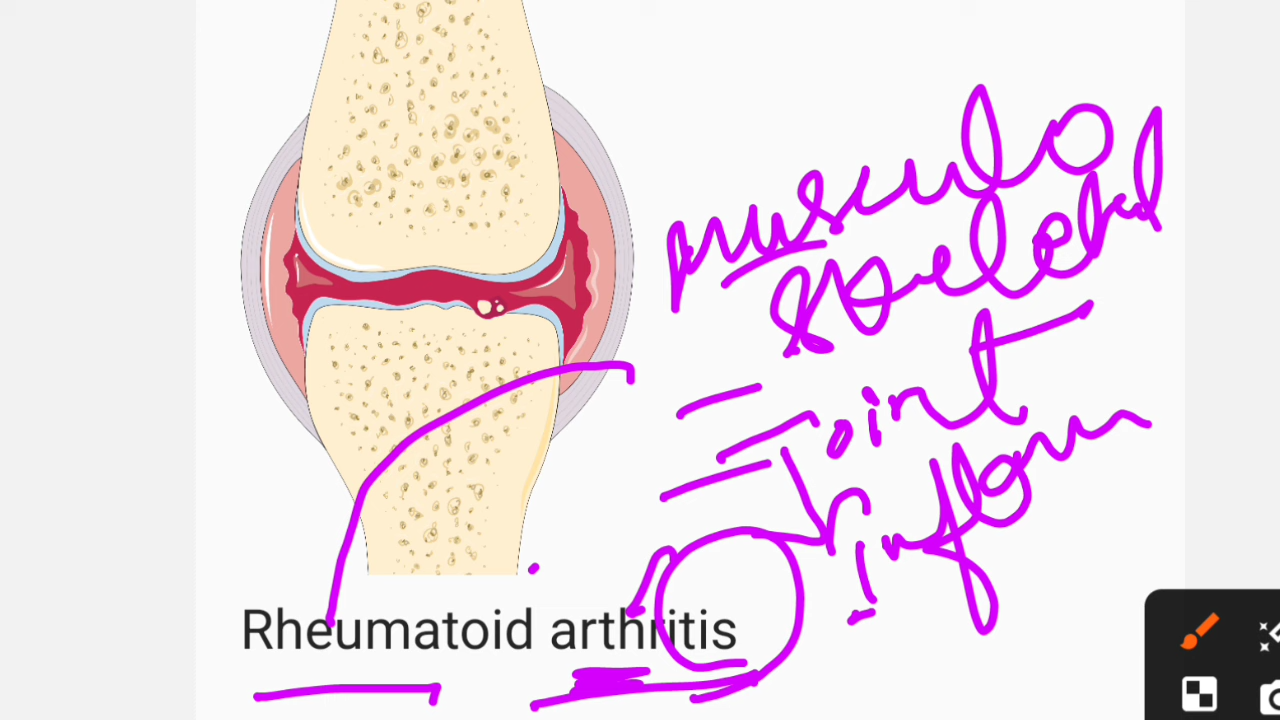 musculo
skeletal
Joint
inflam
Rheumatoid arthritis